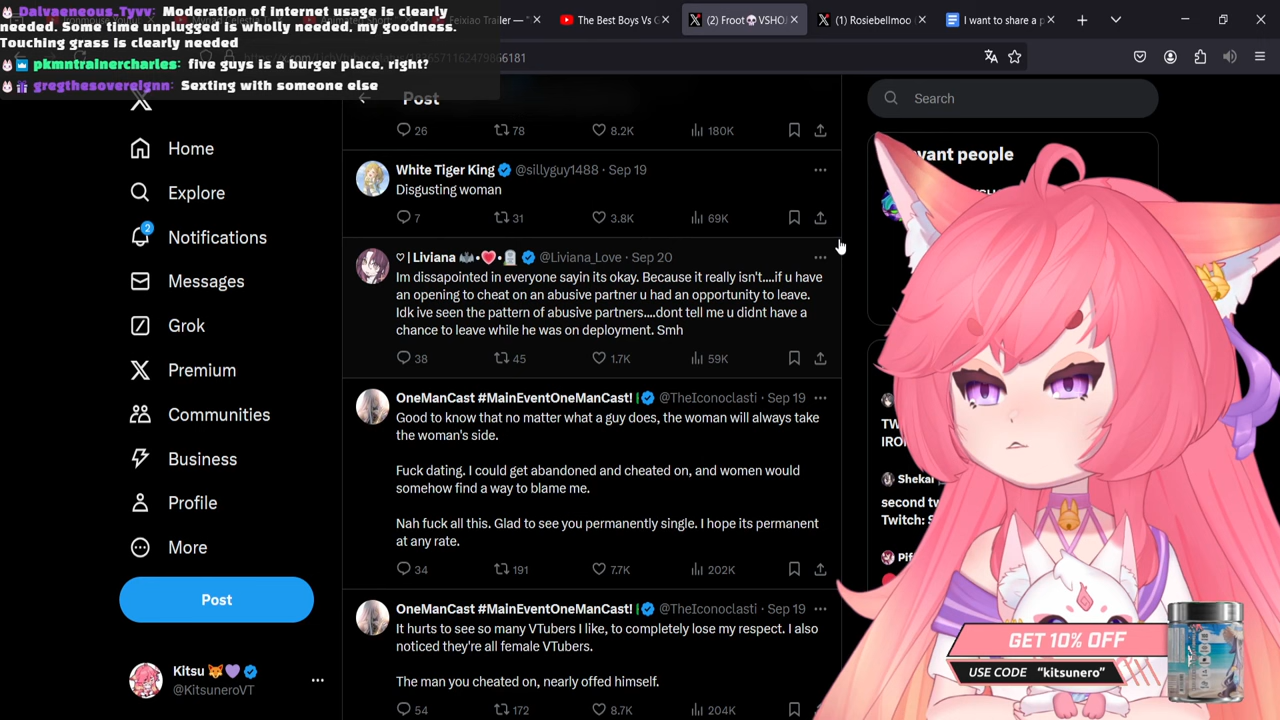 Dalvaeneous_Tyvv: Moderation of internet usage is clearly
needed. Some time unplugged is wholly needed, my goodness.
Touching grass is clearly needed
pkmntrainercharles: five guys is a burger place, right?
gregthesovereignn: Sexting with someone else
Feixiao Trailer —
The Best Boys Vs G
(2) Froot💀VSHO
(1) Rosiebellmoo
I want to share a p
Post
Search
Home
Explore
2
Notifications
Messages
Grok
Premium
Communities
Business
Profile
More
Post
Kitsu 🦊💜
@KitsuneroVT
26 78 8.2K 180K
White Tiger King @sillyguy1488 · Sep 19
Disgusting woman
7 31 3.8K 69K
♡ | Liviana 🦇•❤️•🪦 @Liviana_Love · Sep 20
Im dissapointed in everyone sayin its okay. Because it really isn't....if u have
an opening to cheat on an abusive partner u had an opportunity to leave.
Idk ive seen the pattern of abusive partners....dont tell me u didnt have a
chance to leave while he was on deployment. Smh
38 45 1.7K 59K
OneManCast #MainEventOneManCast! @TheIconoclasti · Sep 19
Good to know that no matter what a guy does, the woman will always take
the woman's side.
Fuck dating. I could get abandoned and cheated on, and women would
somehow find a way to blame me.
Nah fuck all this. Glad to see you permanently single. I hope its permanent
at any rate.
34 191 7.7K 202K
OneManCast #MainEventOneManCast! @TheIconoclasti · Sep 19
It hurts to see so many VTubers I like, to completely lose my respect. I also
noticed they're all female VTubers.
The man you cheated on, nearly offed himself.
54 172 8.7K 204K
vant people
TW
IRO
Shekai
second tw
Twitch: S
Pif
GET 10% OFF
USE CODE "kitsunero"